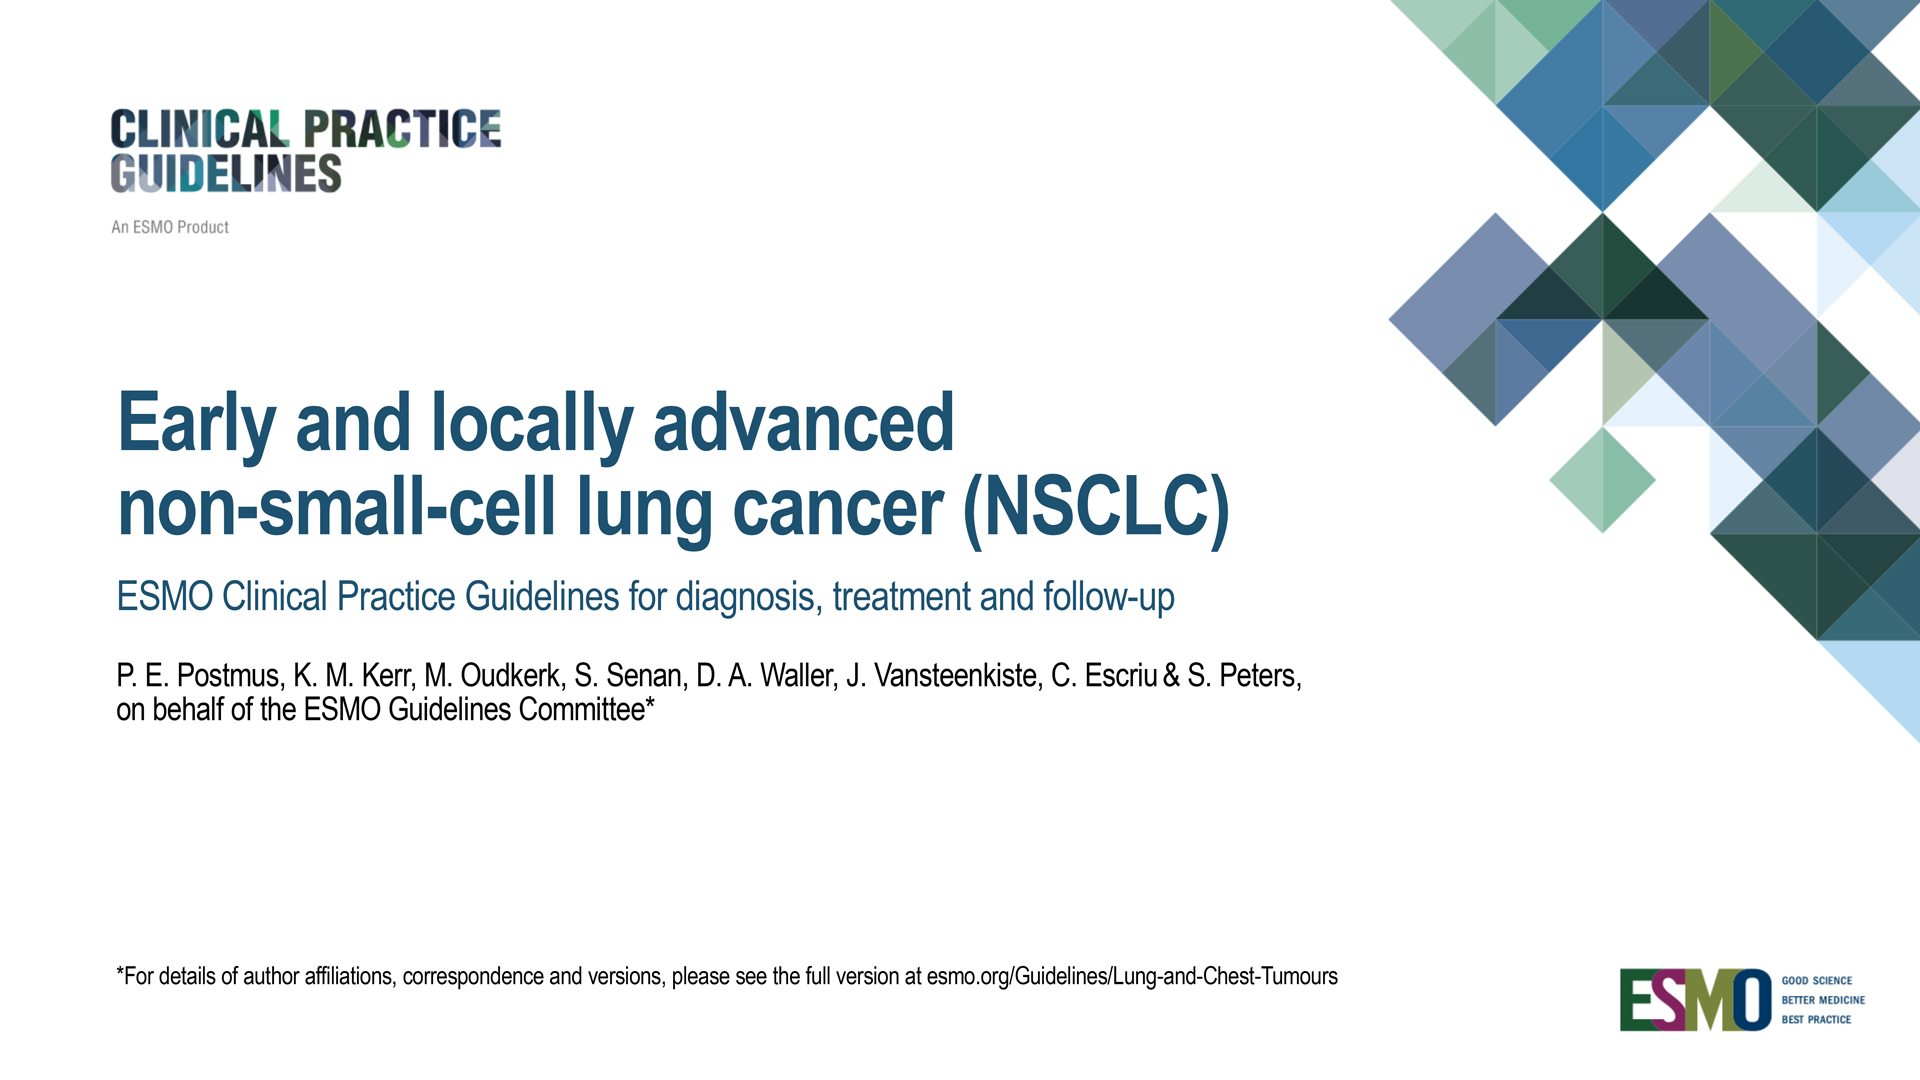 CLINICAL PRACTICE
GUIDELINES
An ESMO Product
Early and locally advanced
non-small-cell lung cancer (NSCLC)
ESMO Clinical Practice Guidelines for diagnosis, treatment and follow-up
P. E. Postmus, K. M. Kerr, M. Oudkerk, S. Senan, D. A. Waller, J. Vansteenkiste, C. Escriu & S. Peters,
on behalf of the ESMO Guidelines Committee*
*For details of author affiliations, correspondence and versions, please see the full version at esmo.org/Guidelines/Lung-and-Chest-Tumours
ESMO
GOOD SCIENCE
BETTER MEDICINE
BEST PRACTICE